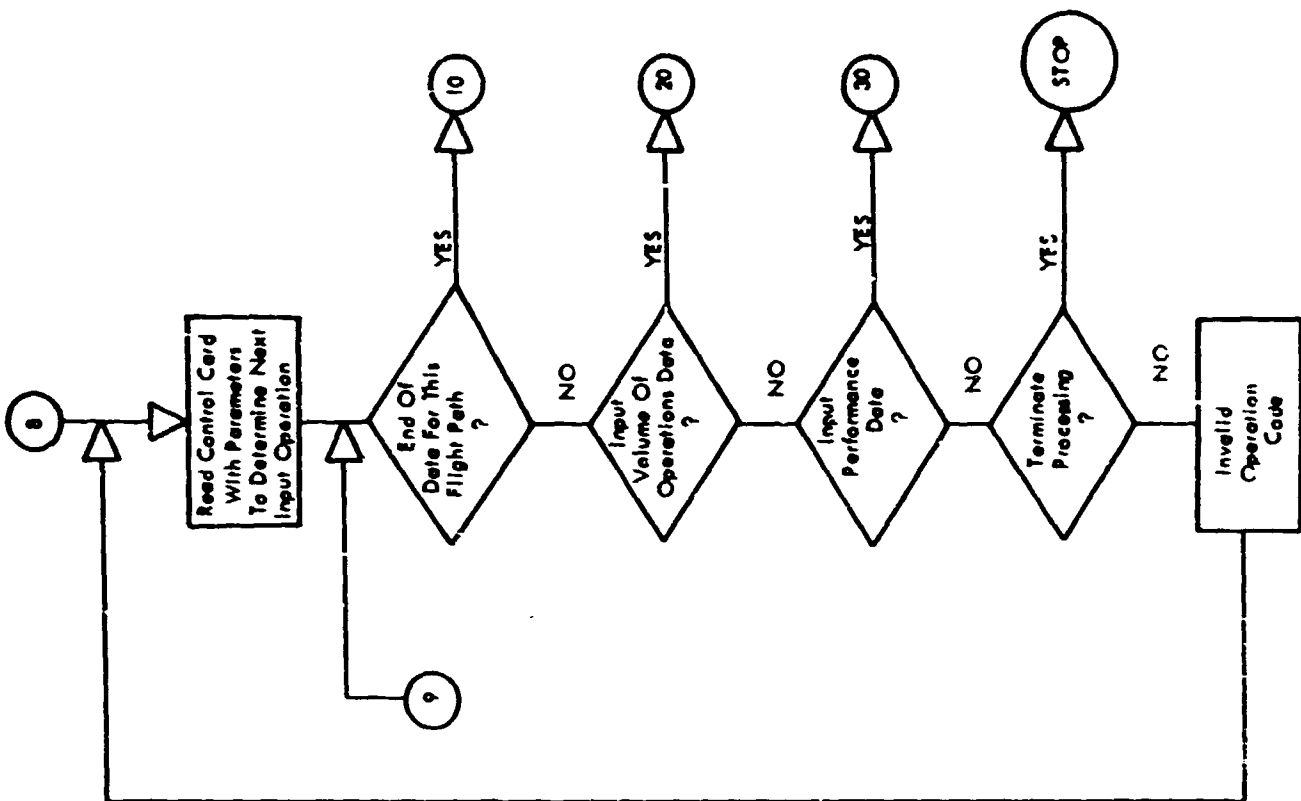 8
Read Control Card
With Parameters
To Determine Next
Input Operation
9
End Of
Data For This
Flight Path
?
YES
10
NO
Input
Volume Of
Operations Data
?
YES
20
NO
Input
Performance
Data
?
YES
30
NO
Terminate
Processing
?
YES
STOP
NO
Invalid
Operation
Code